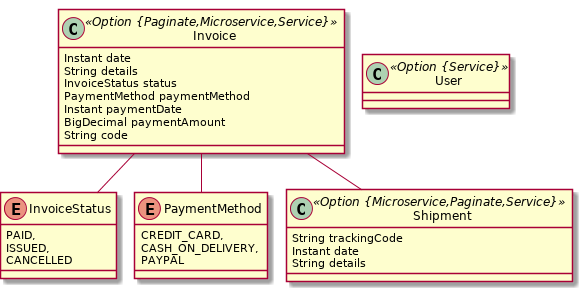 C «Option {Paginate,Microservice,Service}»
Invoice
Instant date
String details
InvoiceStatus status
PaymentMethod paymentMethod
Instant paymentDate
BigDecimal paymentAmount
String code
C «Option {Service}»
User
E InvoiceStatus
PAID,
ISSUED,
CANCELLED
E PaymentMethod
CREDIT_CARD,
CASH_ON_DELIVERY,
PAYPAL
C «Option {Microservice,Paginate,Service}»
Shipment
String trackingCode
Instant date
String details